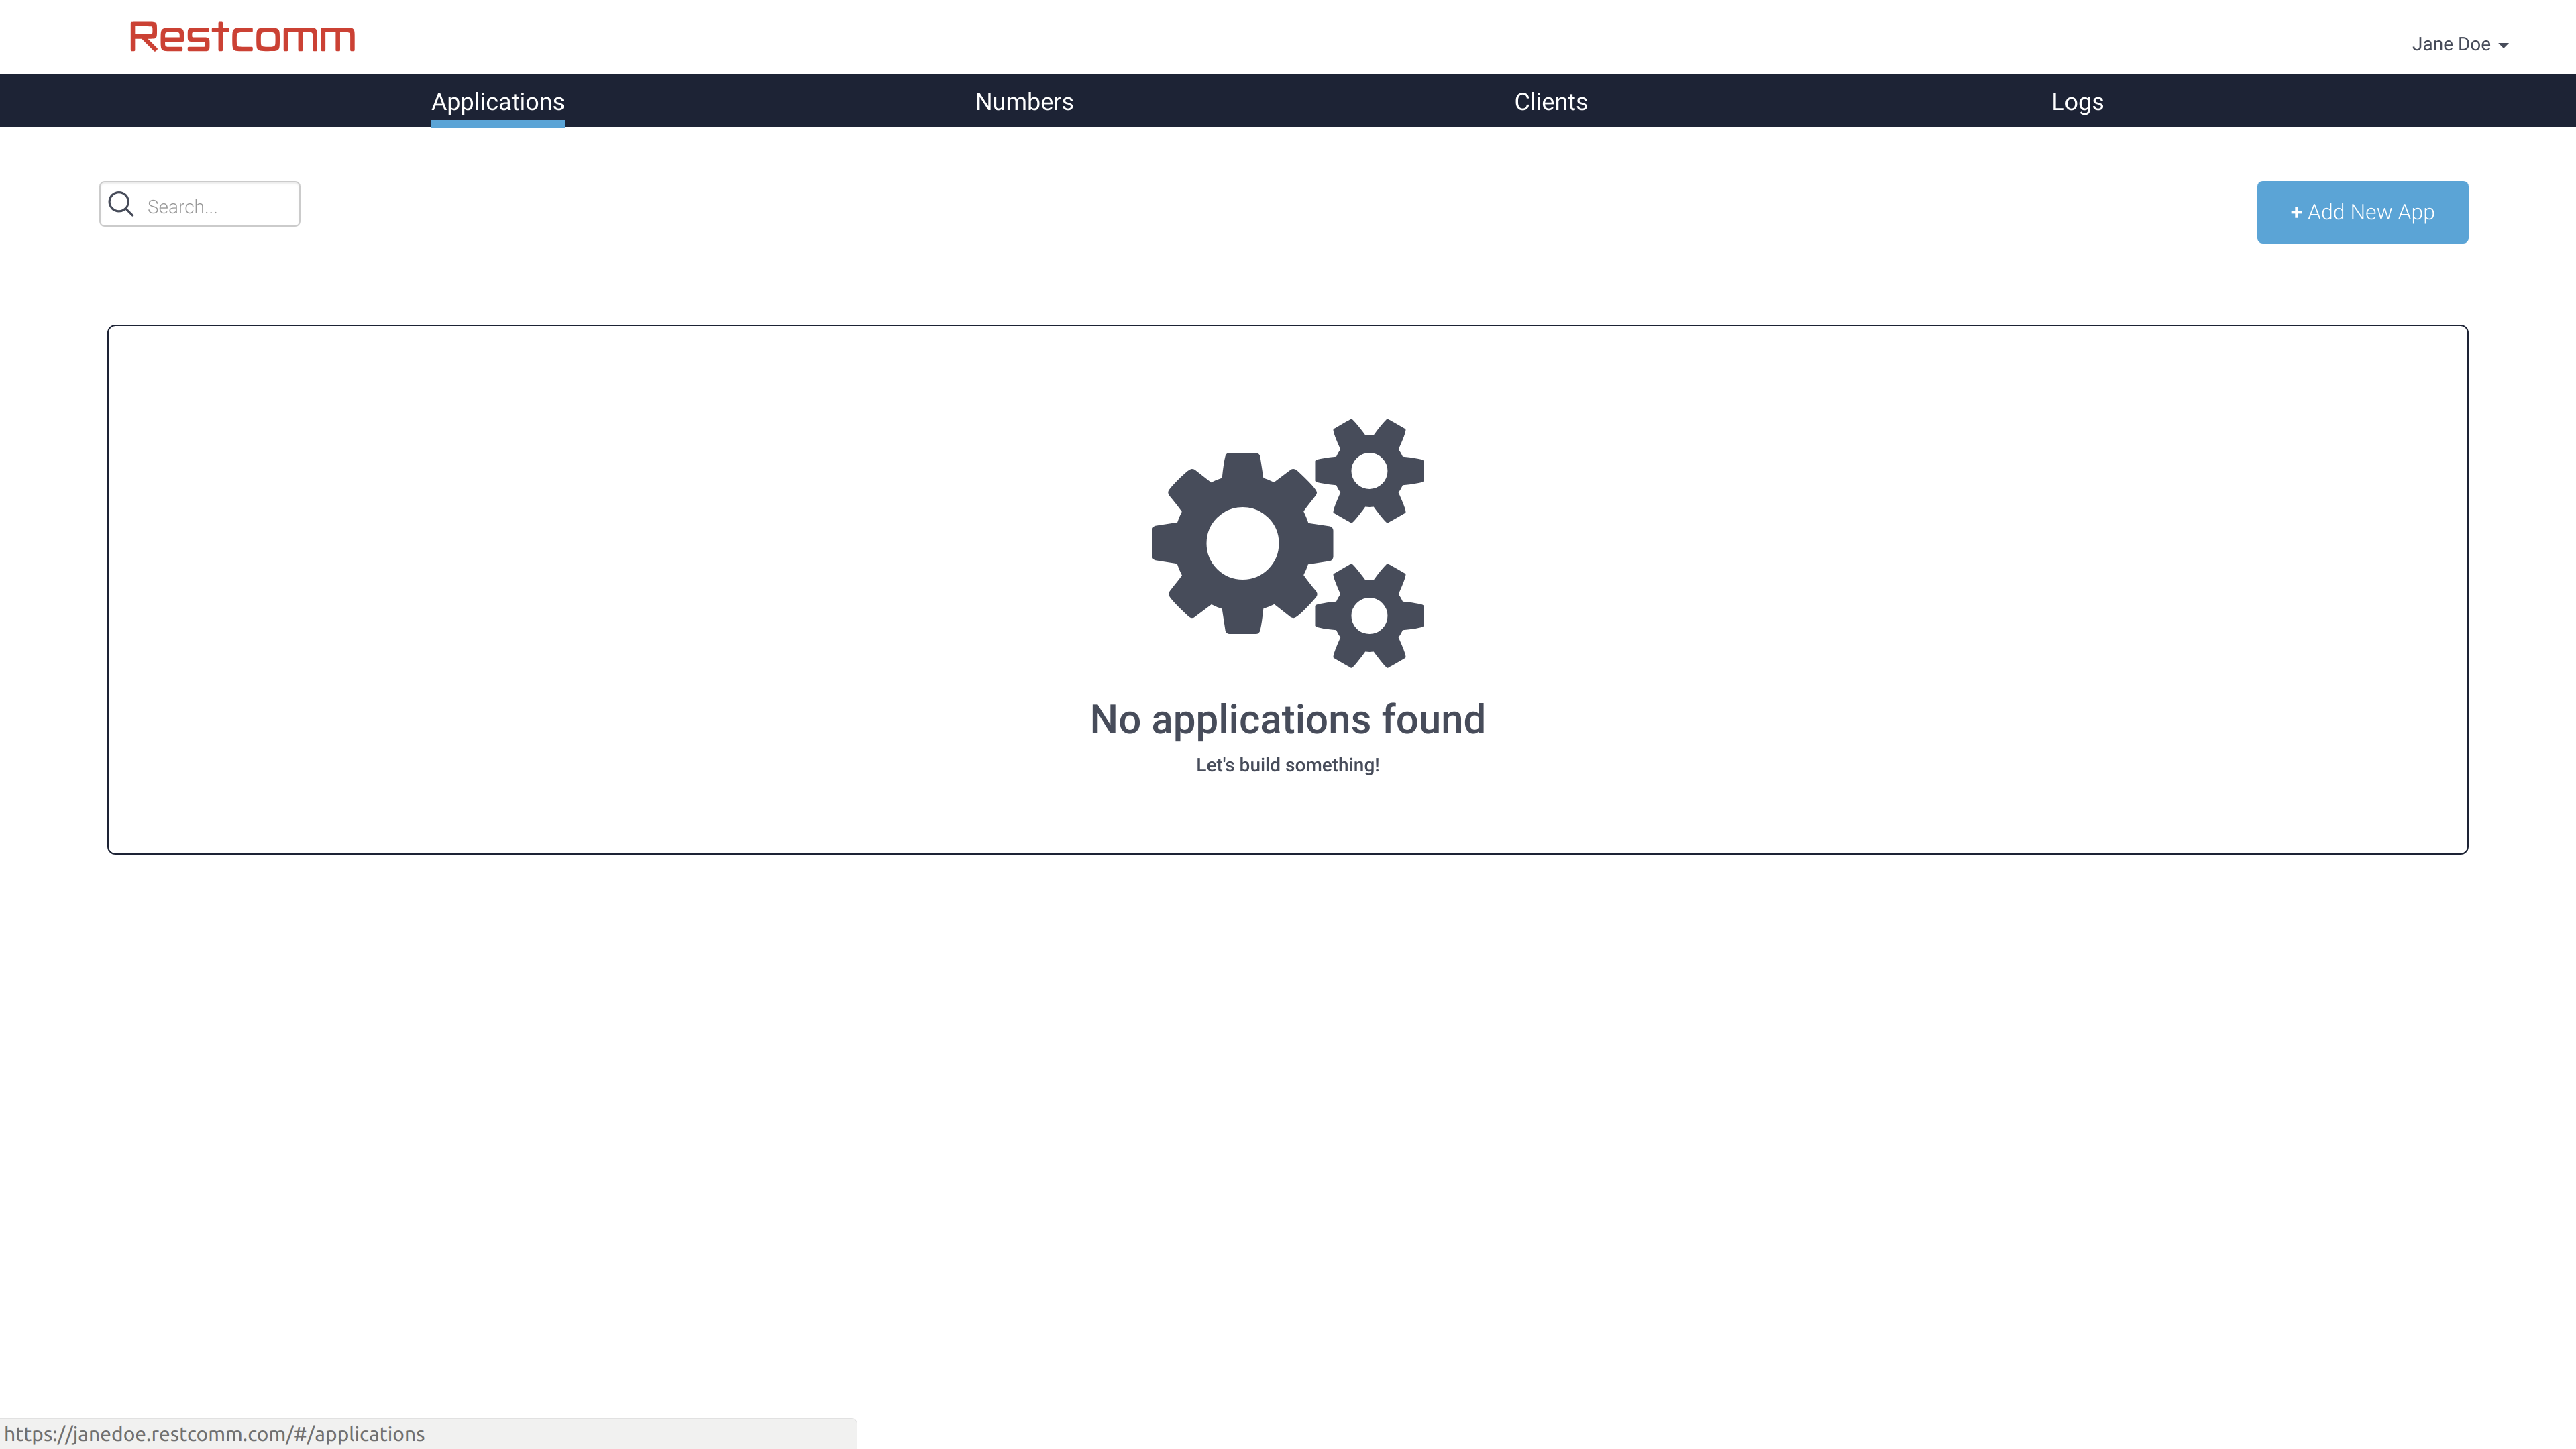 Restcomm
Jane Doe
Applications Numbers Clients Logs
Search...
+ Add New App
No applications found
Let's build something!
https://janedoe.restcomm.com/#/applications